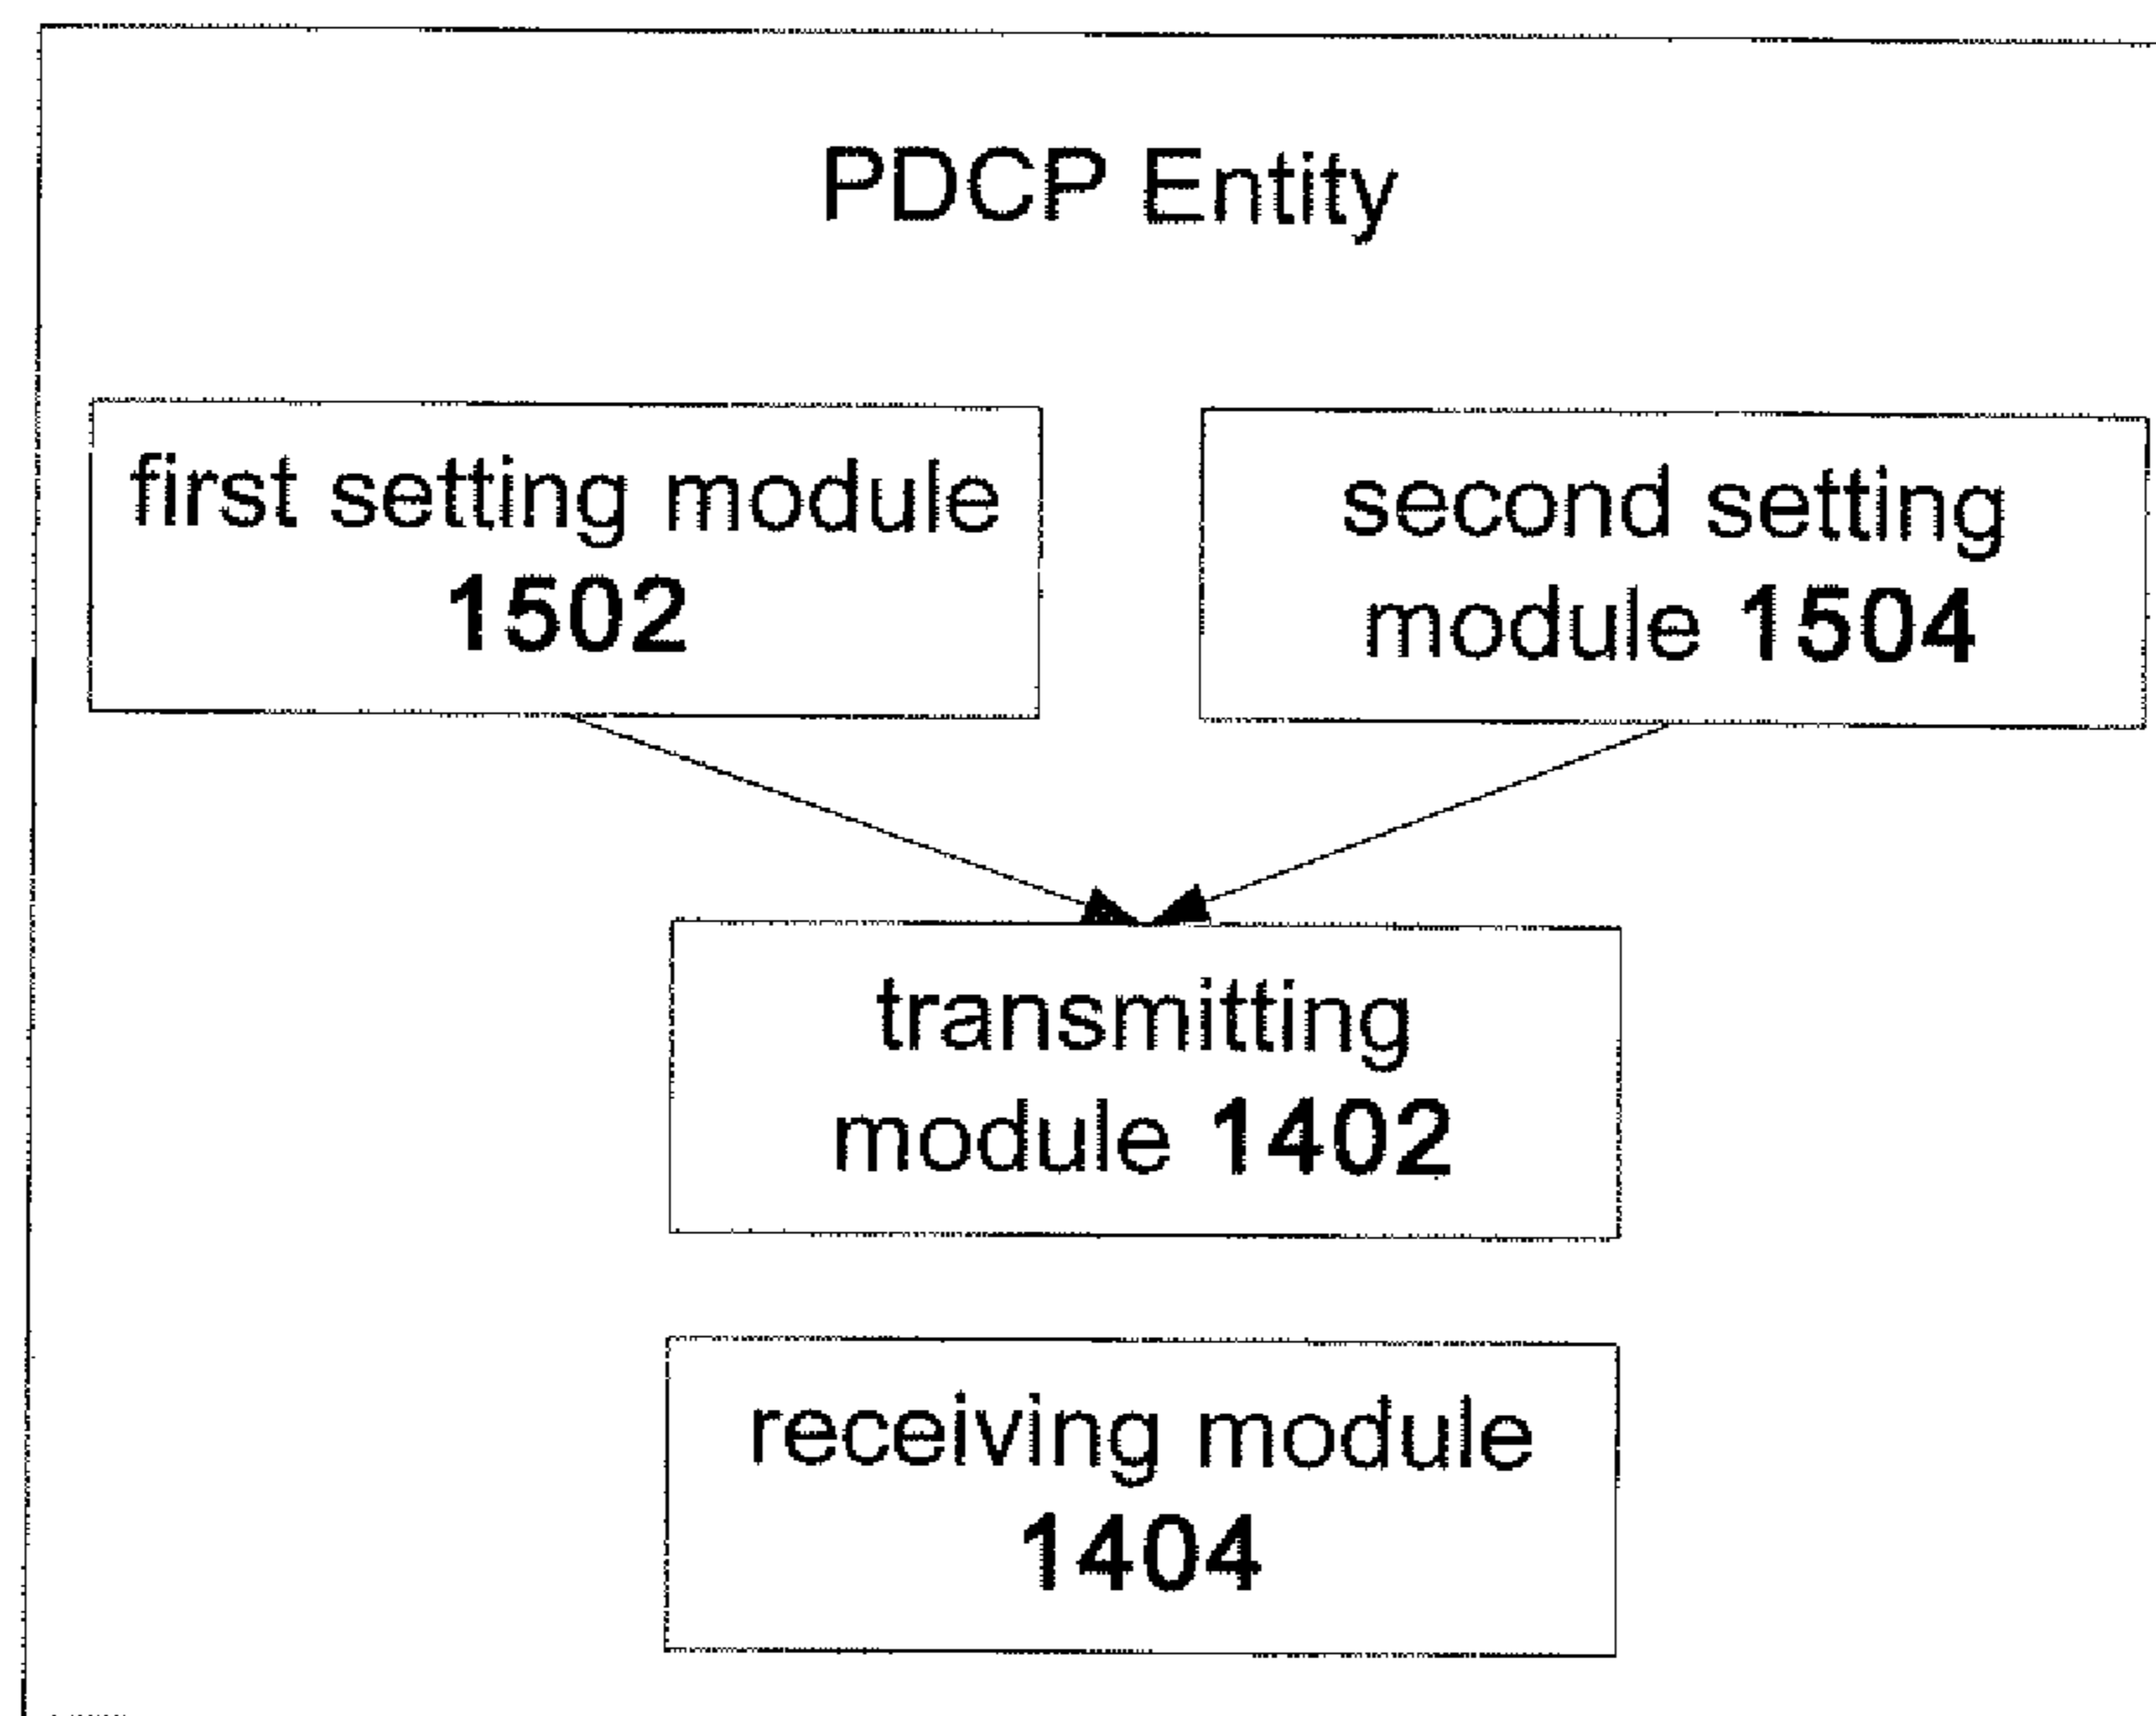 PDCP Entity
first setting module
1502
second setting
module 1504
transmitting
module 1402
receiving module
1404